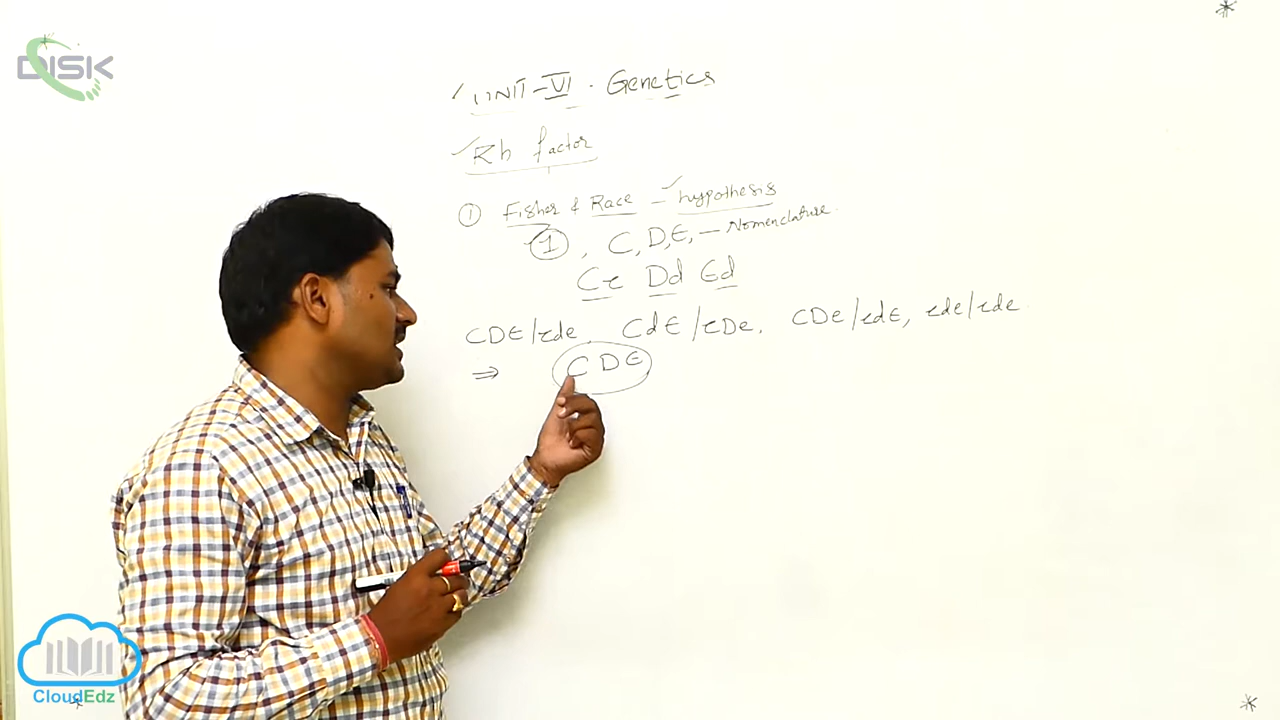 DISK
UNIT-VI. Genetics
Rh factor
① Fisher & Race - hypothesis
①, C, D, E, - Nomenclature
Cc Dd Ed
CDE/cde CdE/cDe. CDe/cdE, cde/cde.
⇒ CDE
CloudEdz